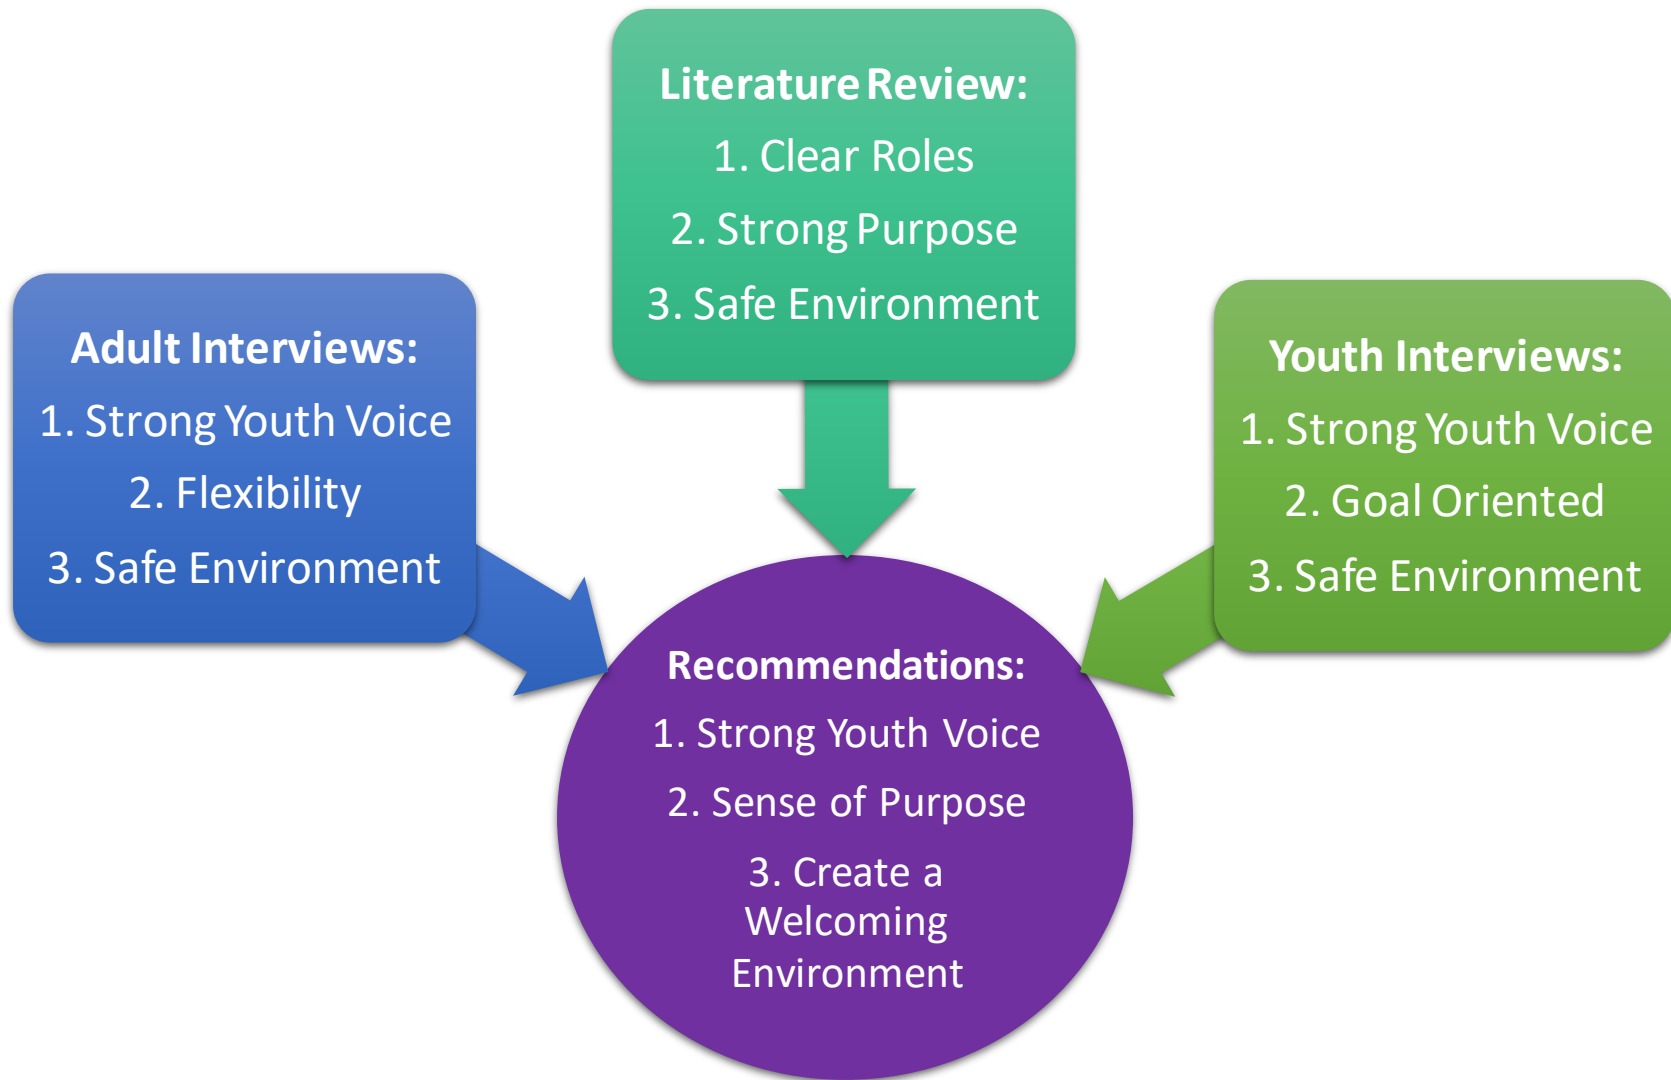 Literature Review:
1. Clear Roles
2. Strong Purpose
3. Safe Environment
Adult Interviews:
1. Strong Youth Voice
2. Flexibility
3. Safe Environment
Youth Interviews:
1. Strong Youth Voice
2. Goal Oriented
3. Safe Environment
Recommendations:
1. Strong Youth Voice
2. Sense of Purpose
3. Create a
Welcoming
Environment